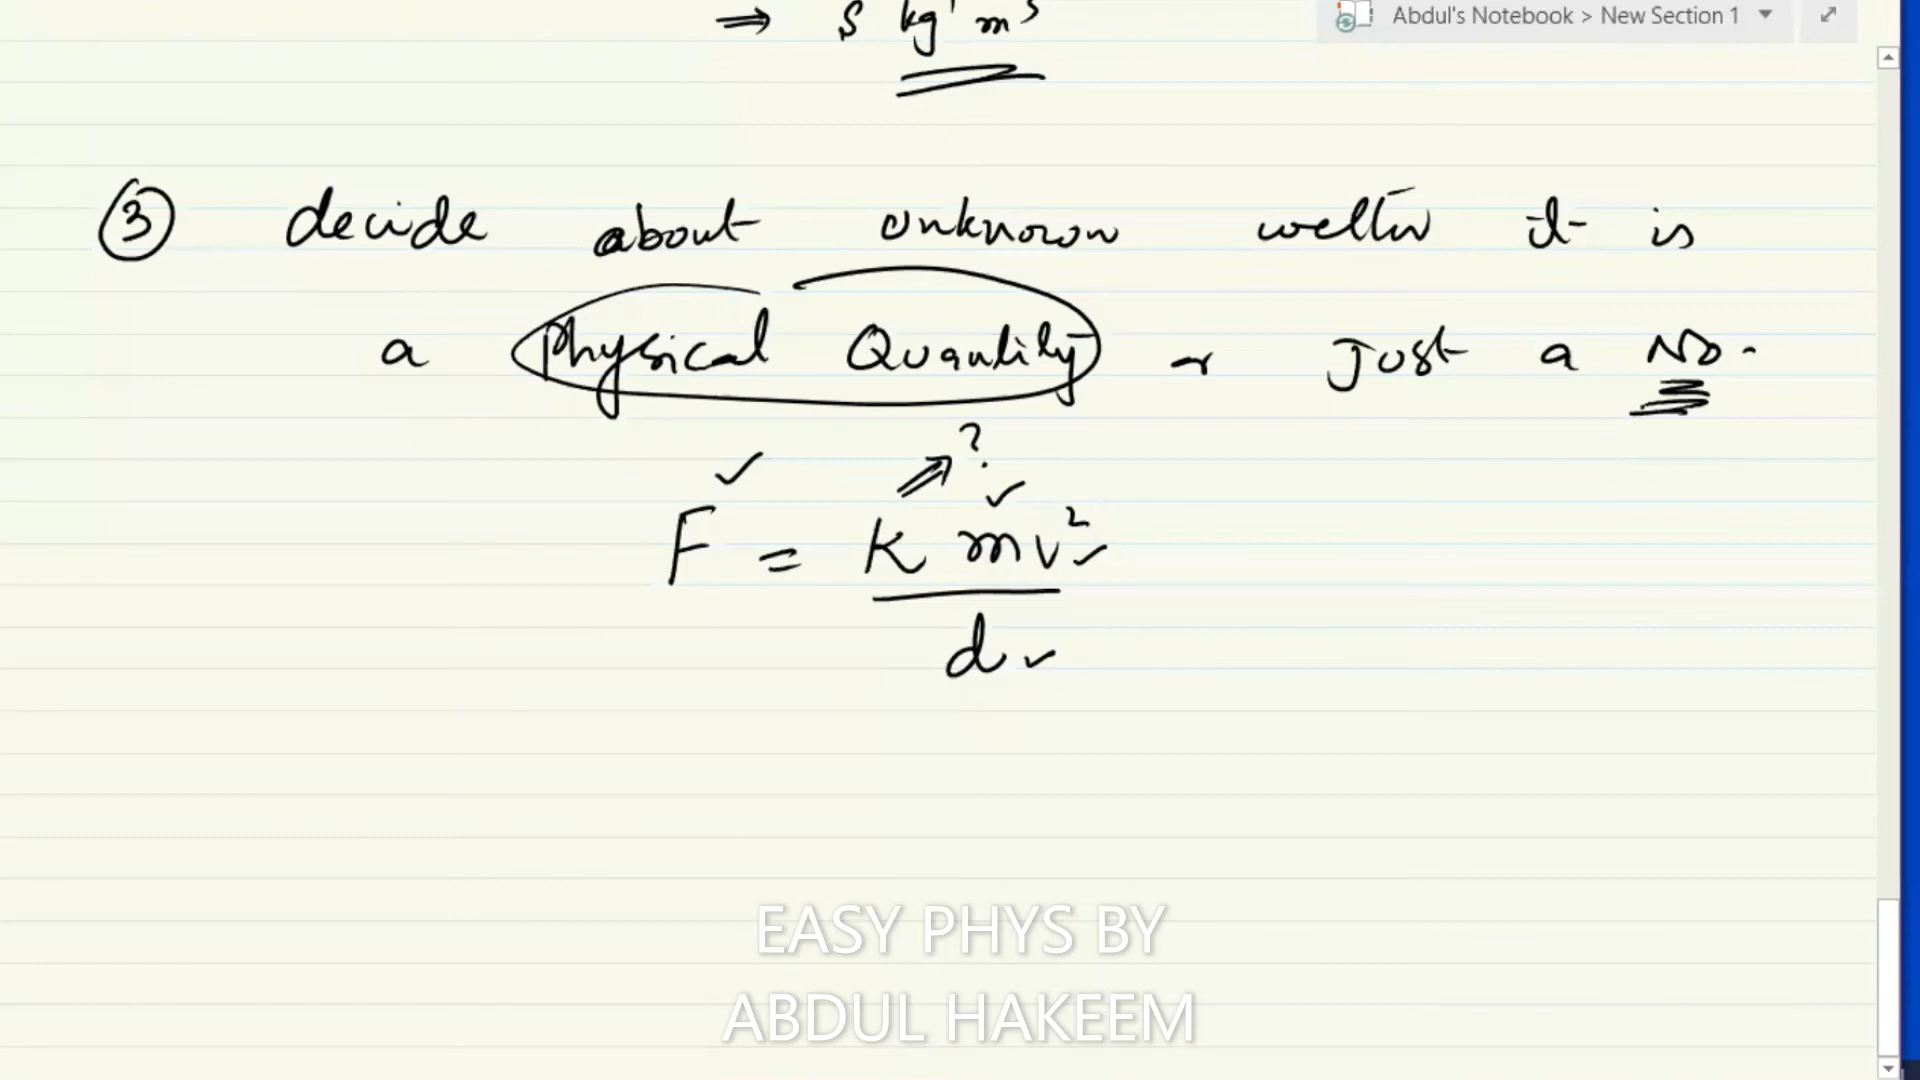 Abdul's Notebook > New Section 1
⇒ S kg m
③ decide about unknown it is
a Physical Quantity or Just a No.
?
F = k mv²
d
EASY PHYS BY
ABDUL HAKEEM